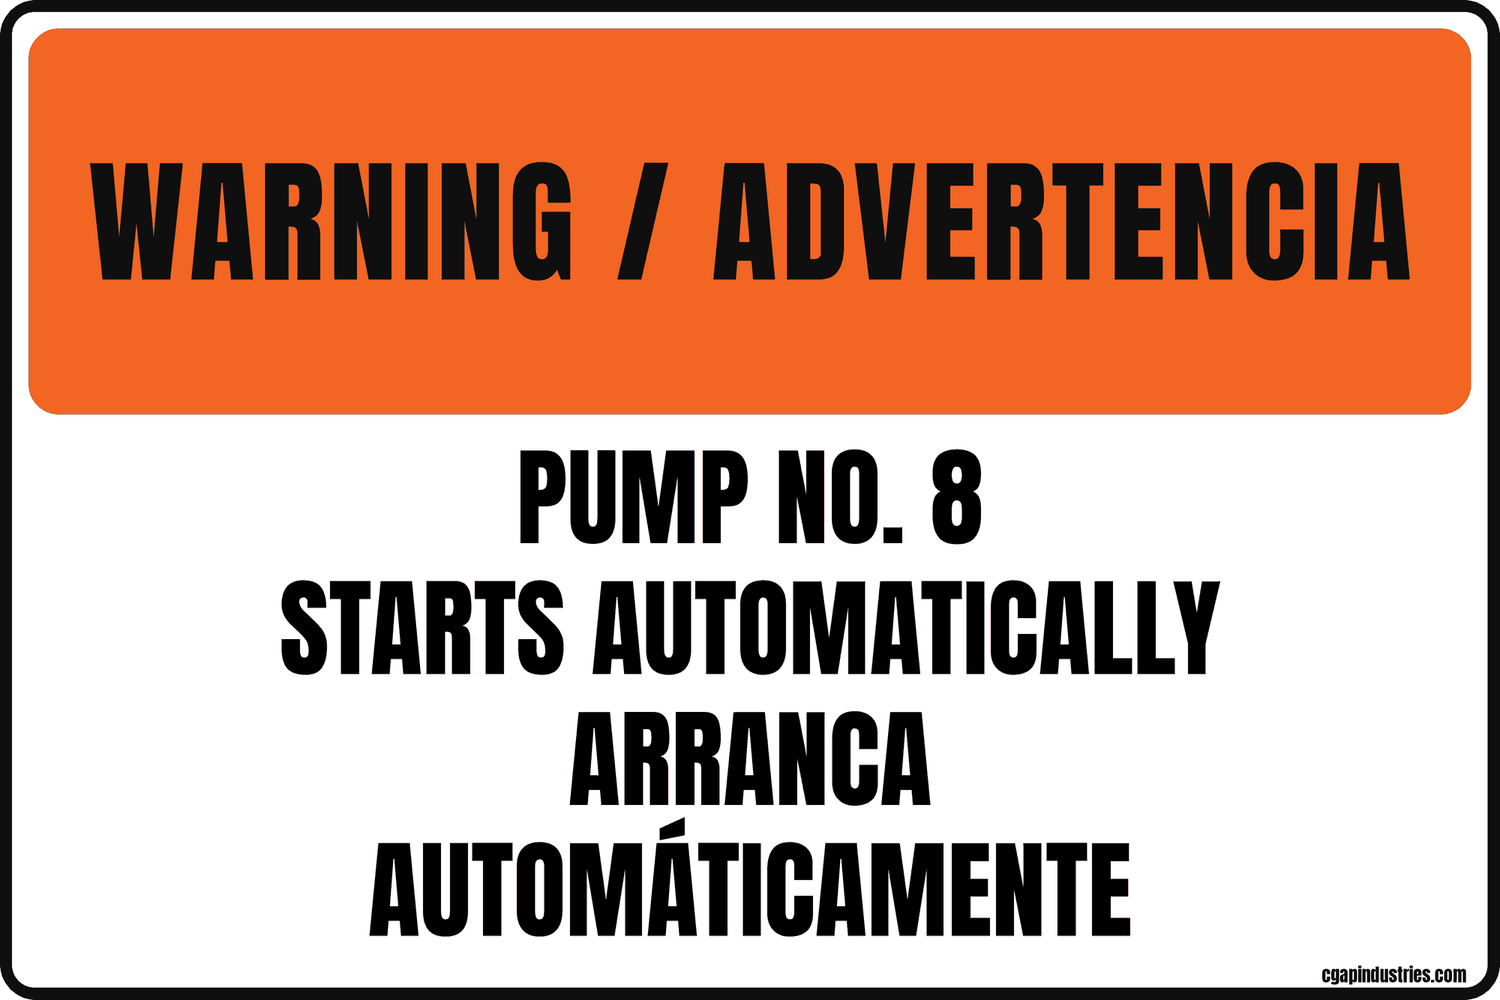 WARNING / ADVERTENCIA
PUMP NO. 8
STARTS AUTOMATICALLY
ARRANCA
AUTOMÁTICAMENTE
cgapindustries.com